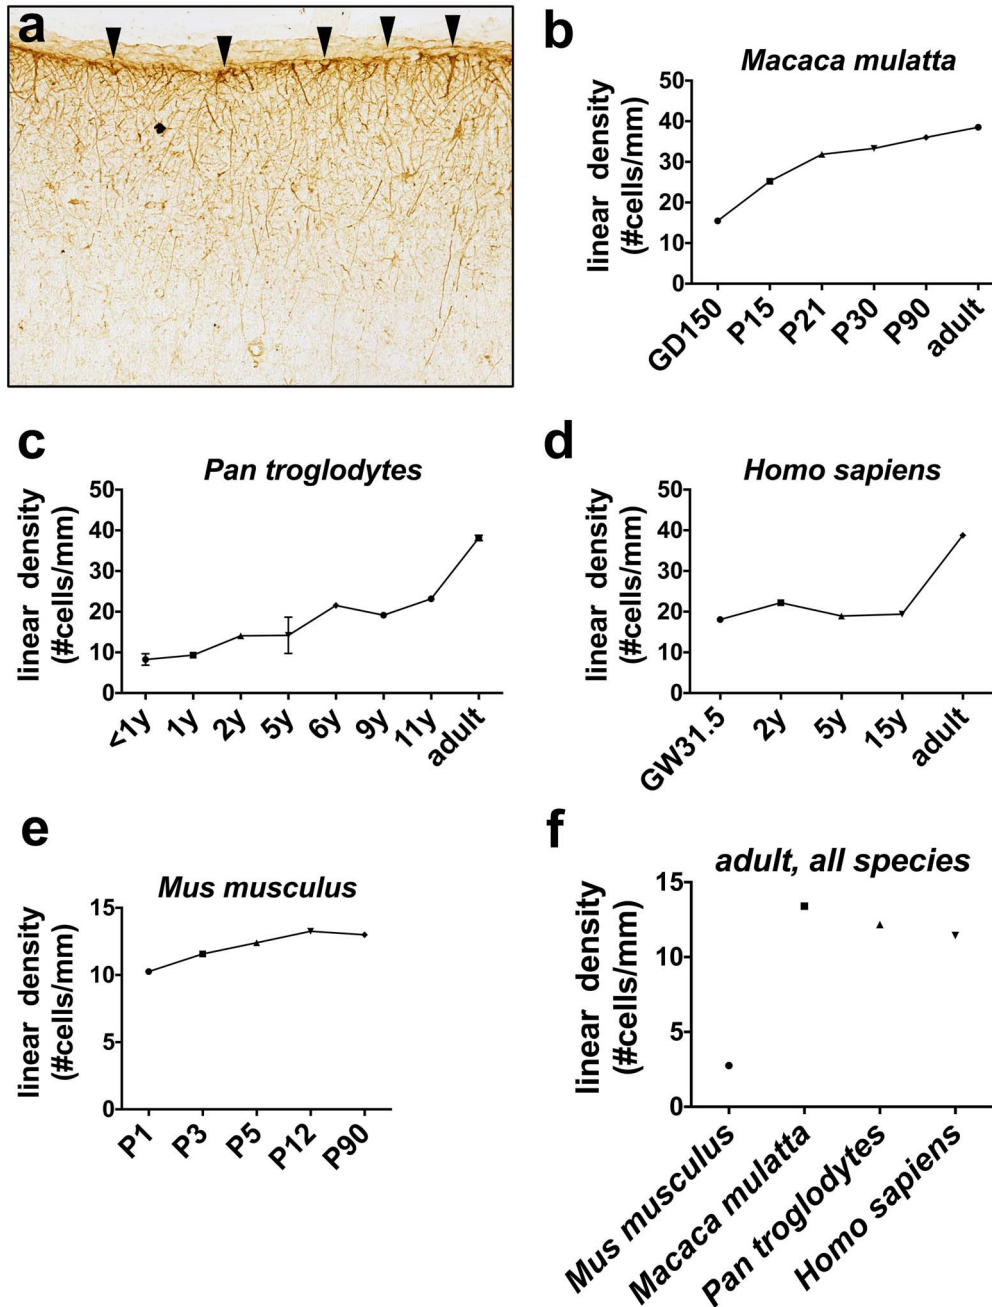 a
b
Macaca mulatta
linear density
(#cells/mm)
50
40
30
20
10
0
GD150
P15
P21
P30
P90
adult
c
Pan troglodytes
linear density
(#cells/mm)
50
40
30
20
10
0
<1y
1y
2y
5y
6y
9y
11y
adult
d
Homo sapiens
linear density
(#cells/mm)
50
40
30
20
10
0
GW31.5
2y
5y
15y
adult
e
Mus musculus
linear density
(#cells/mm)
15
10
5
0
P1
P3
P5
P12
P90
f
adult, all species
linear density
(#cells/mm)
15
10
5
0
Mus musculus
Macaca mulatta
Pan troglodytes
Homo sapiens